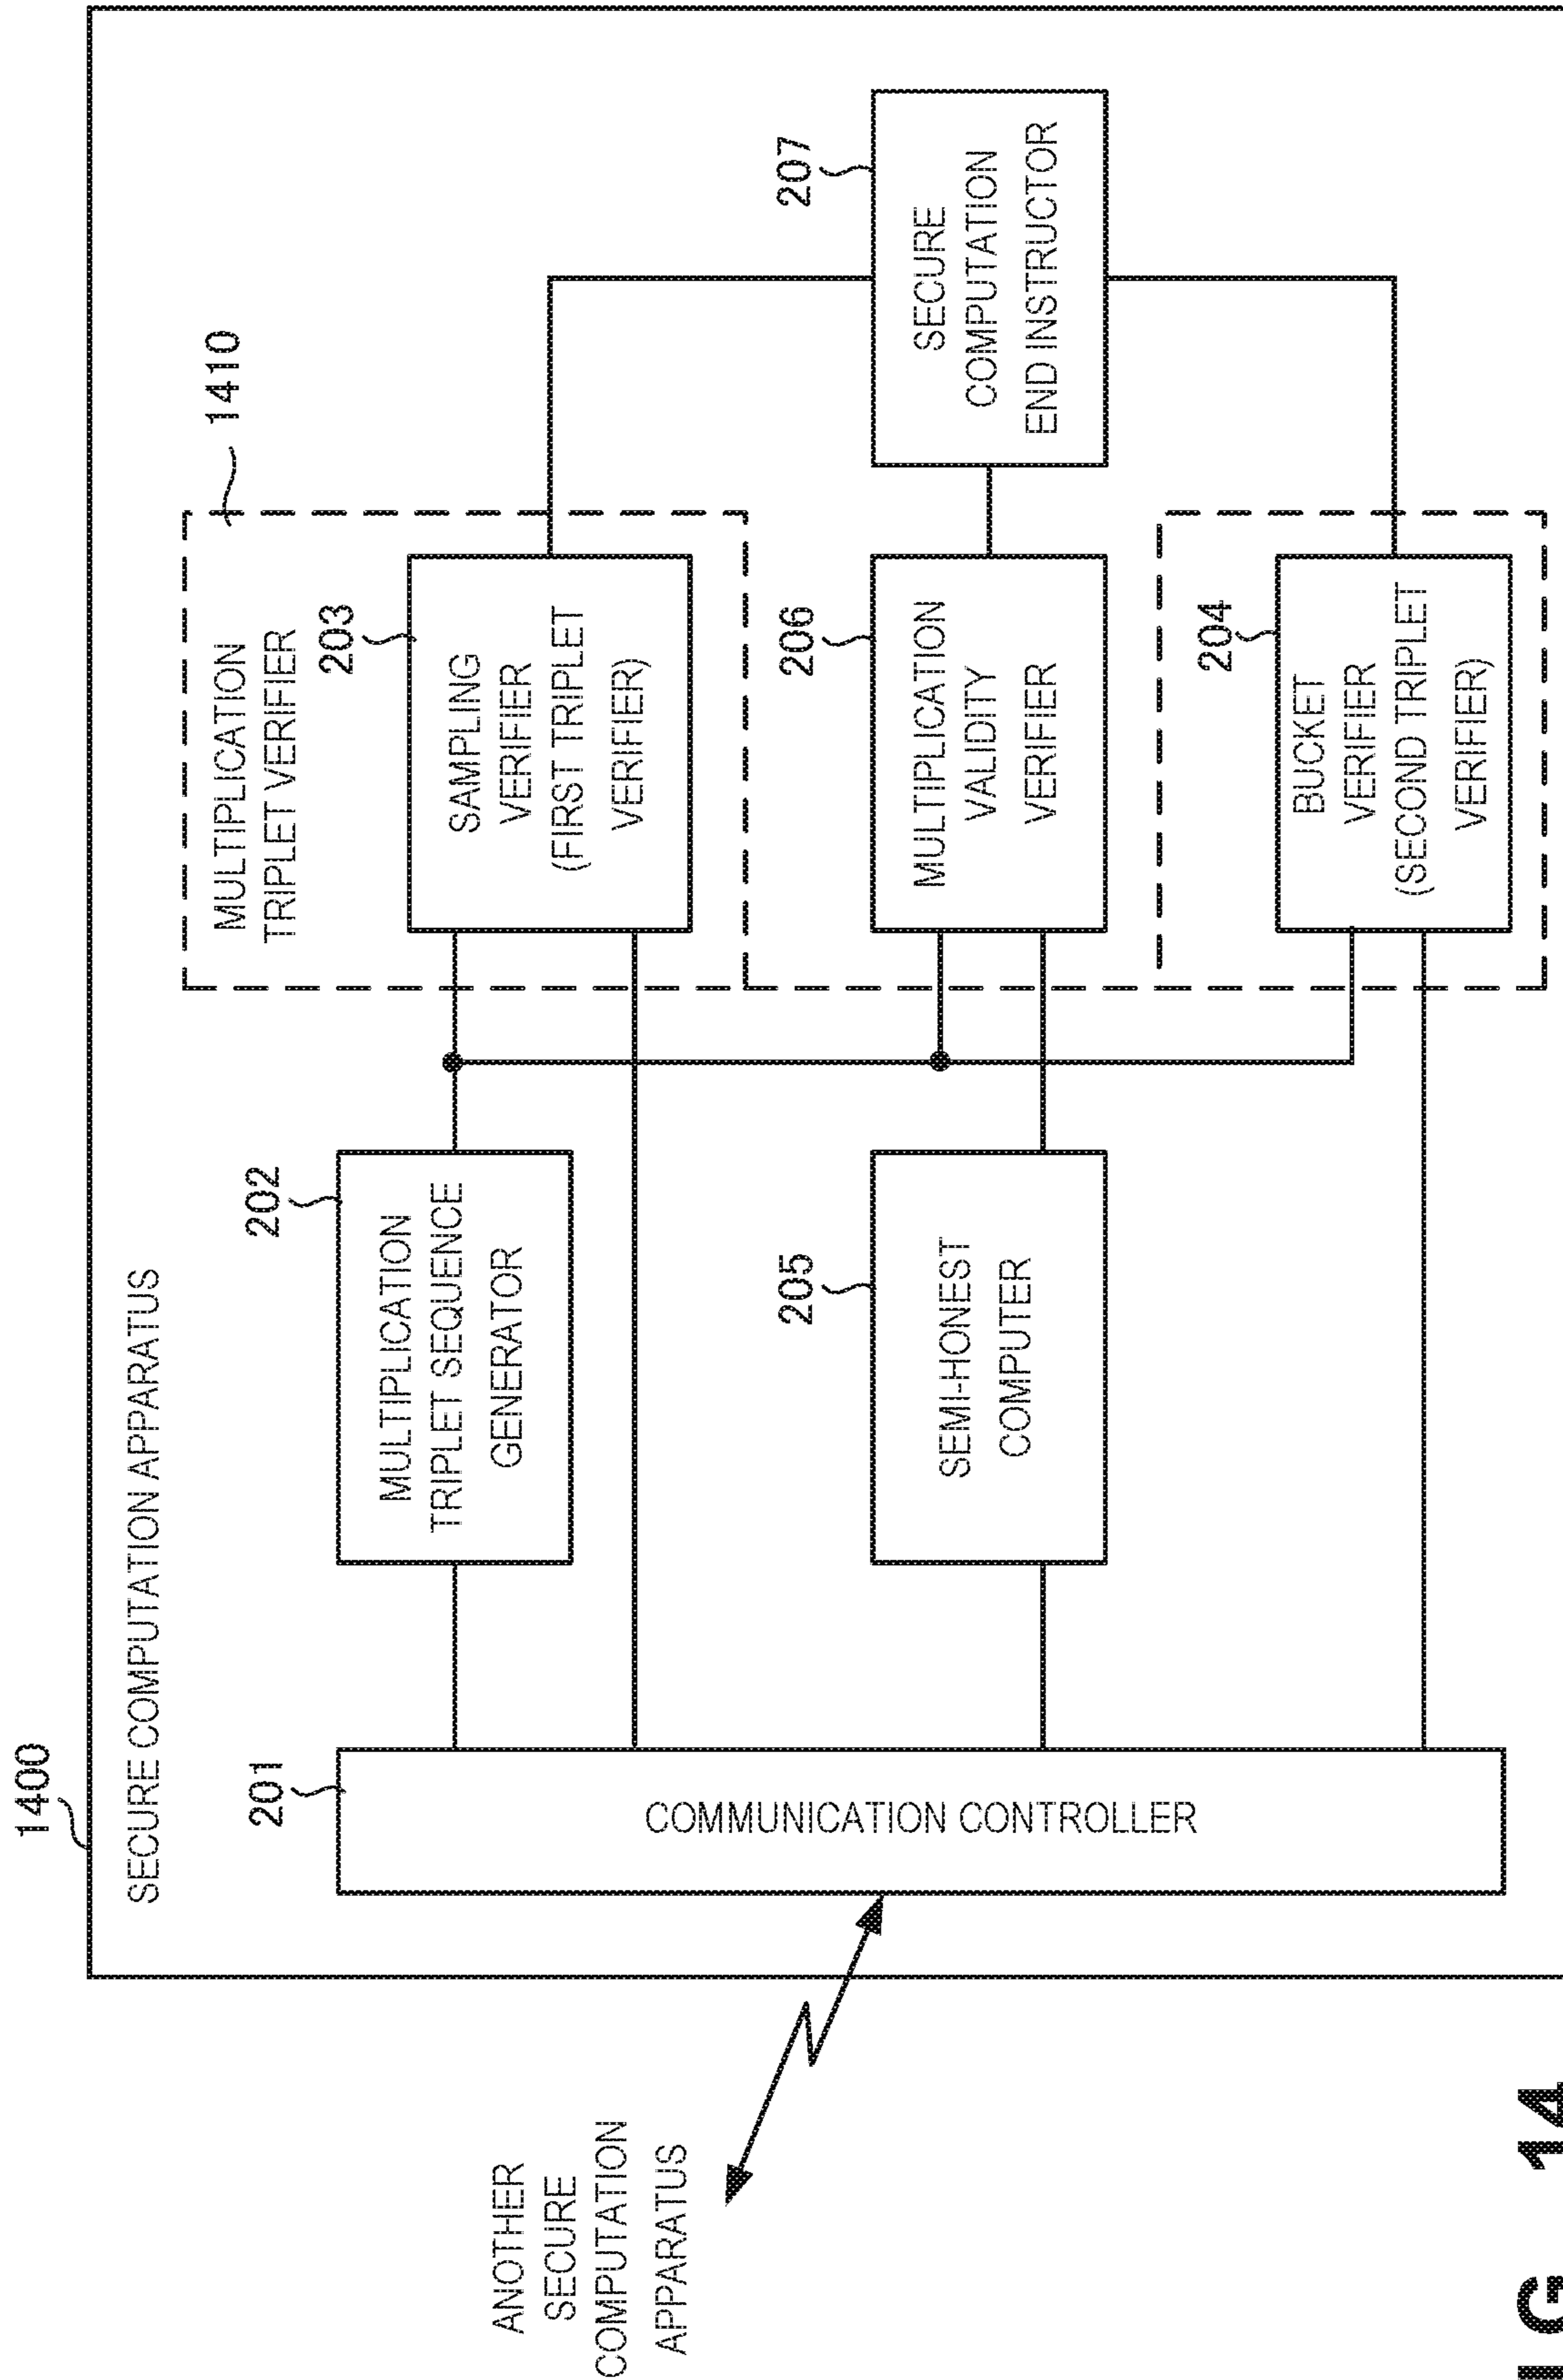 1400
SECURE COMPUTATION APPARATUS
ANOTHER
SECURE
COMPUTATION
APPARATUS
201
COMMUNICATION CONTROLLER
202
MULTIPLICATION
TRIPLET SEQUENCE
GENERATOR
205
SEMI-HONEST
COMPUTER
1410
MULTIPLICATION
TRIPLET VERIFIER
203
SAMPLING
VERIFIER
(FIRST TRIPLET
VERIFIER)
206
MULTIPLICATION
VALIDITY
VERIFIER
204
BUCKET
VERIFIER
(SECOND TRIPLET
VERIFIER)
207
SECURE
COMPUTATION
END INSTRUCTOR